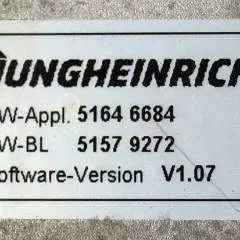 JUNGHEINRICH
W-Appl. 5164 6684
W-BL 5157 9272
oftware-Version V1.07